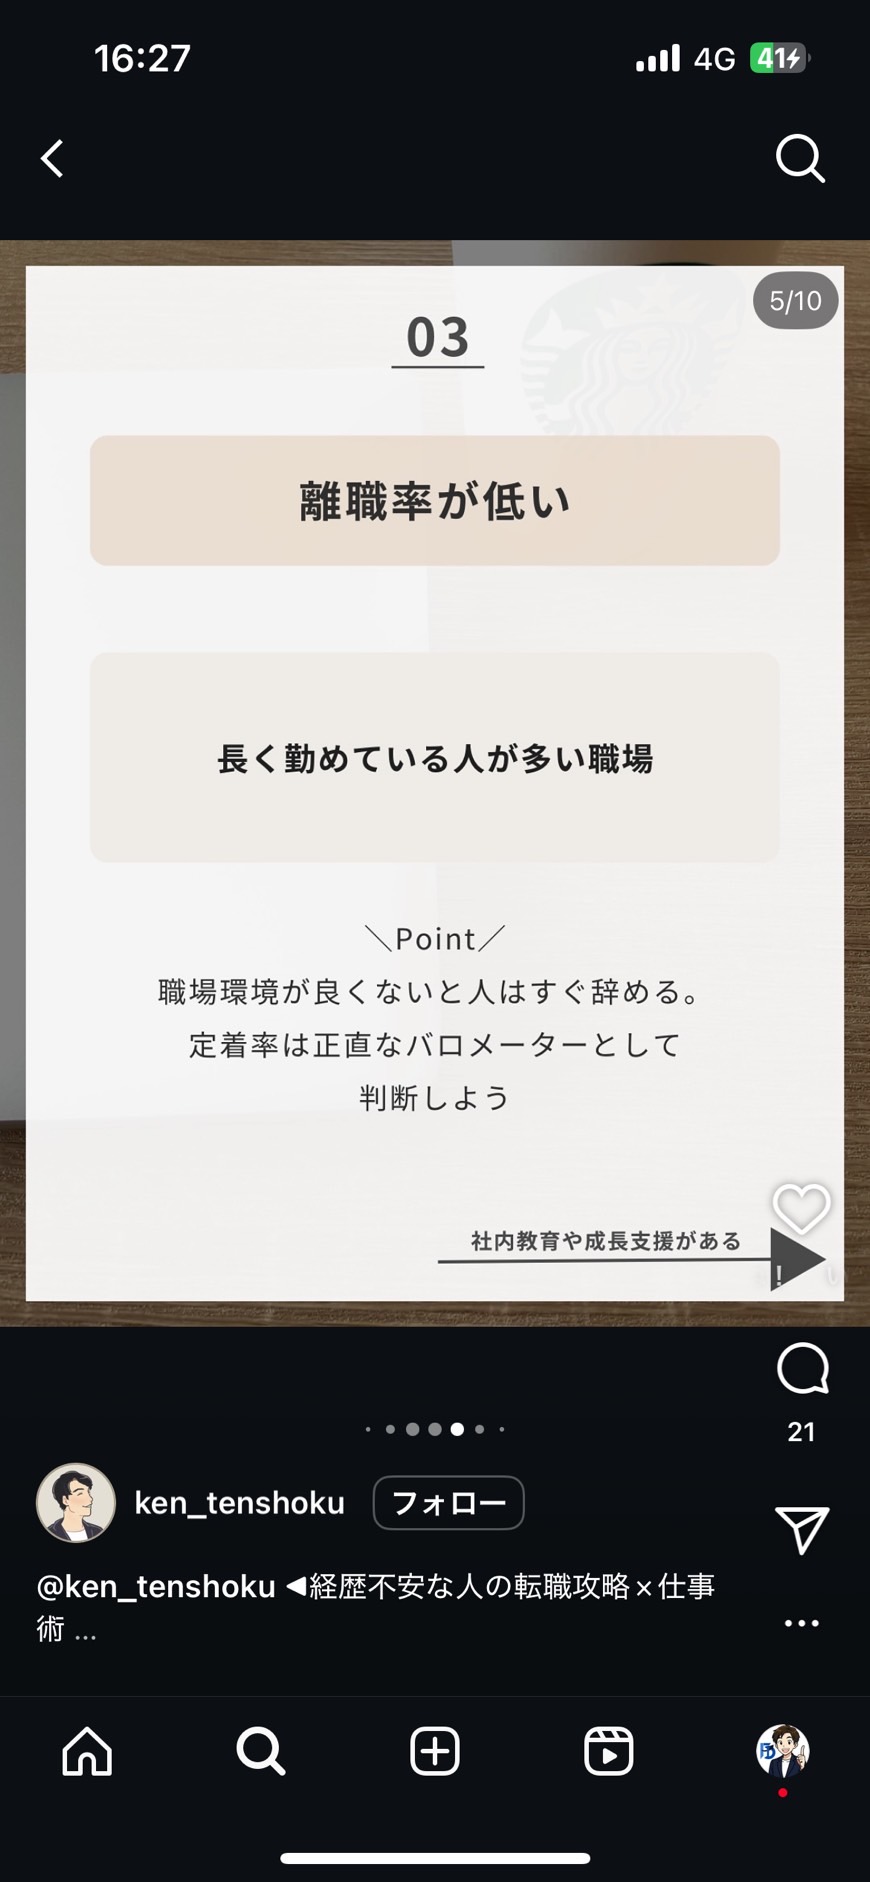 16:27
4G
41
5/10
03
離職率が低い
長く勤めている人が多い職場
＼Point／
職場環境が良くないと人はすぐ辞める。
定着率は正直なバロメーターとして
判断しよう
社内教育や成長支援がある
21
ken_tenshoku
フォロー
@ken_tenshoku ◀経歴不安な人の転職攻略×仕事
術 ...